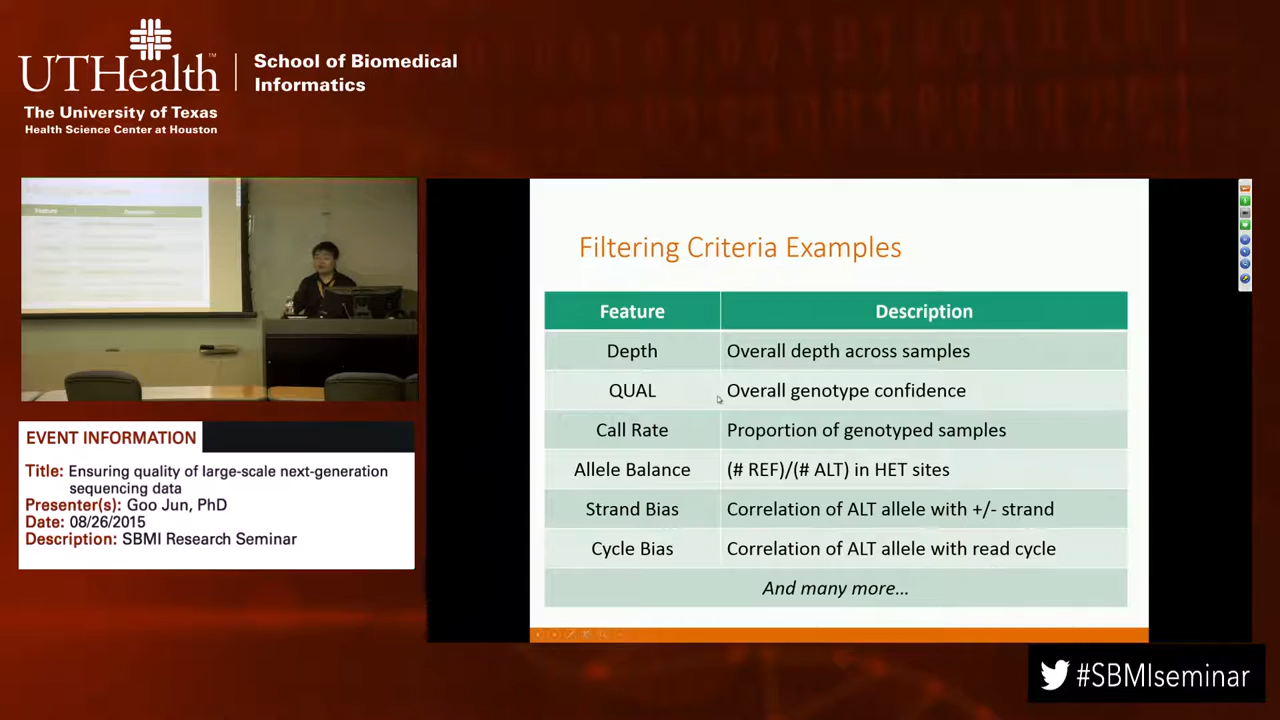 UTHealth™
The University of Texas
Health Science Center at Houston
School of Biomedical
Informatics
Feature
EVENT INFORMATION
Title: Ensuring quality of large-scale next-generation
sequencing data
Presenter(s): Goo Jun, PhD
Date: 08/26/2015
Description: SBMI Research Seminar
Filtering Criteria Examples
Feature Description
Depth Overall depth across samples
QUAL Overall genotype confidence
Call Rate Proportion of genotyped samples
Allele Balance (# REF)/(# ALT) in HET sites
Strand Bias Correlation of ALT allele with +/- strand
Cycle Bias Correlation of ALT allele with read cycle
And many more...
#SBMIseminar